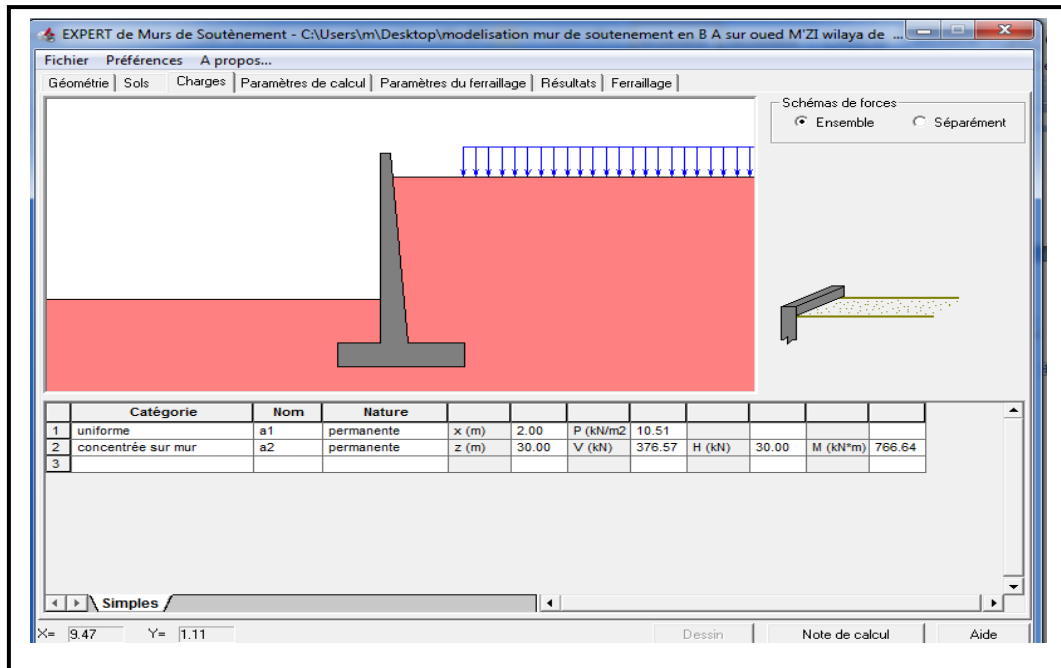 EXPERT de Murs de Soutènement - C:\Users\m\Desktop\modelisation mur de soutenement en B A sur oued M'ZI wilaya de ...
Fichier Préférences A propos...
Géométrie Sols Charges Paramètres de calcul Paramètres du ferraillage Résultats Ferraillage
Schémas de forces
Ensemble Séparément
Catégorie Nom Nature
1 uniforme a1 permanente x (m) 2.00 P (kN/m2 10.51
2 concentrée sur mur a2 permanente z (m) 30.00 V (kN) 376.57 H (kN) 30.00 M (kN*m) 766.64
3
Simples
X= 9.47 Y= 1.11 Dessin Note de calcul Aide